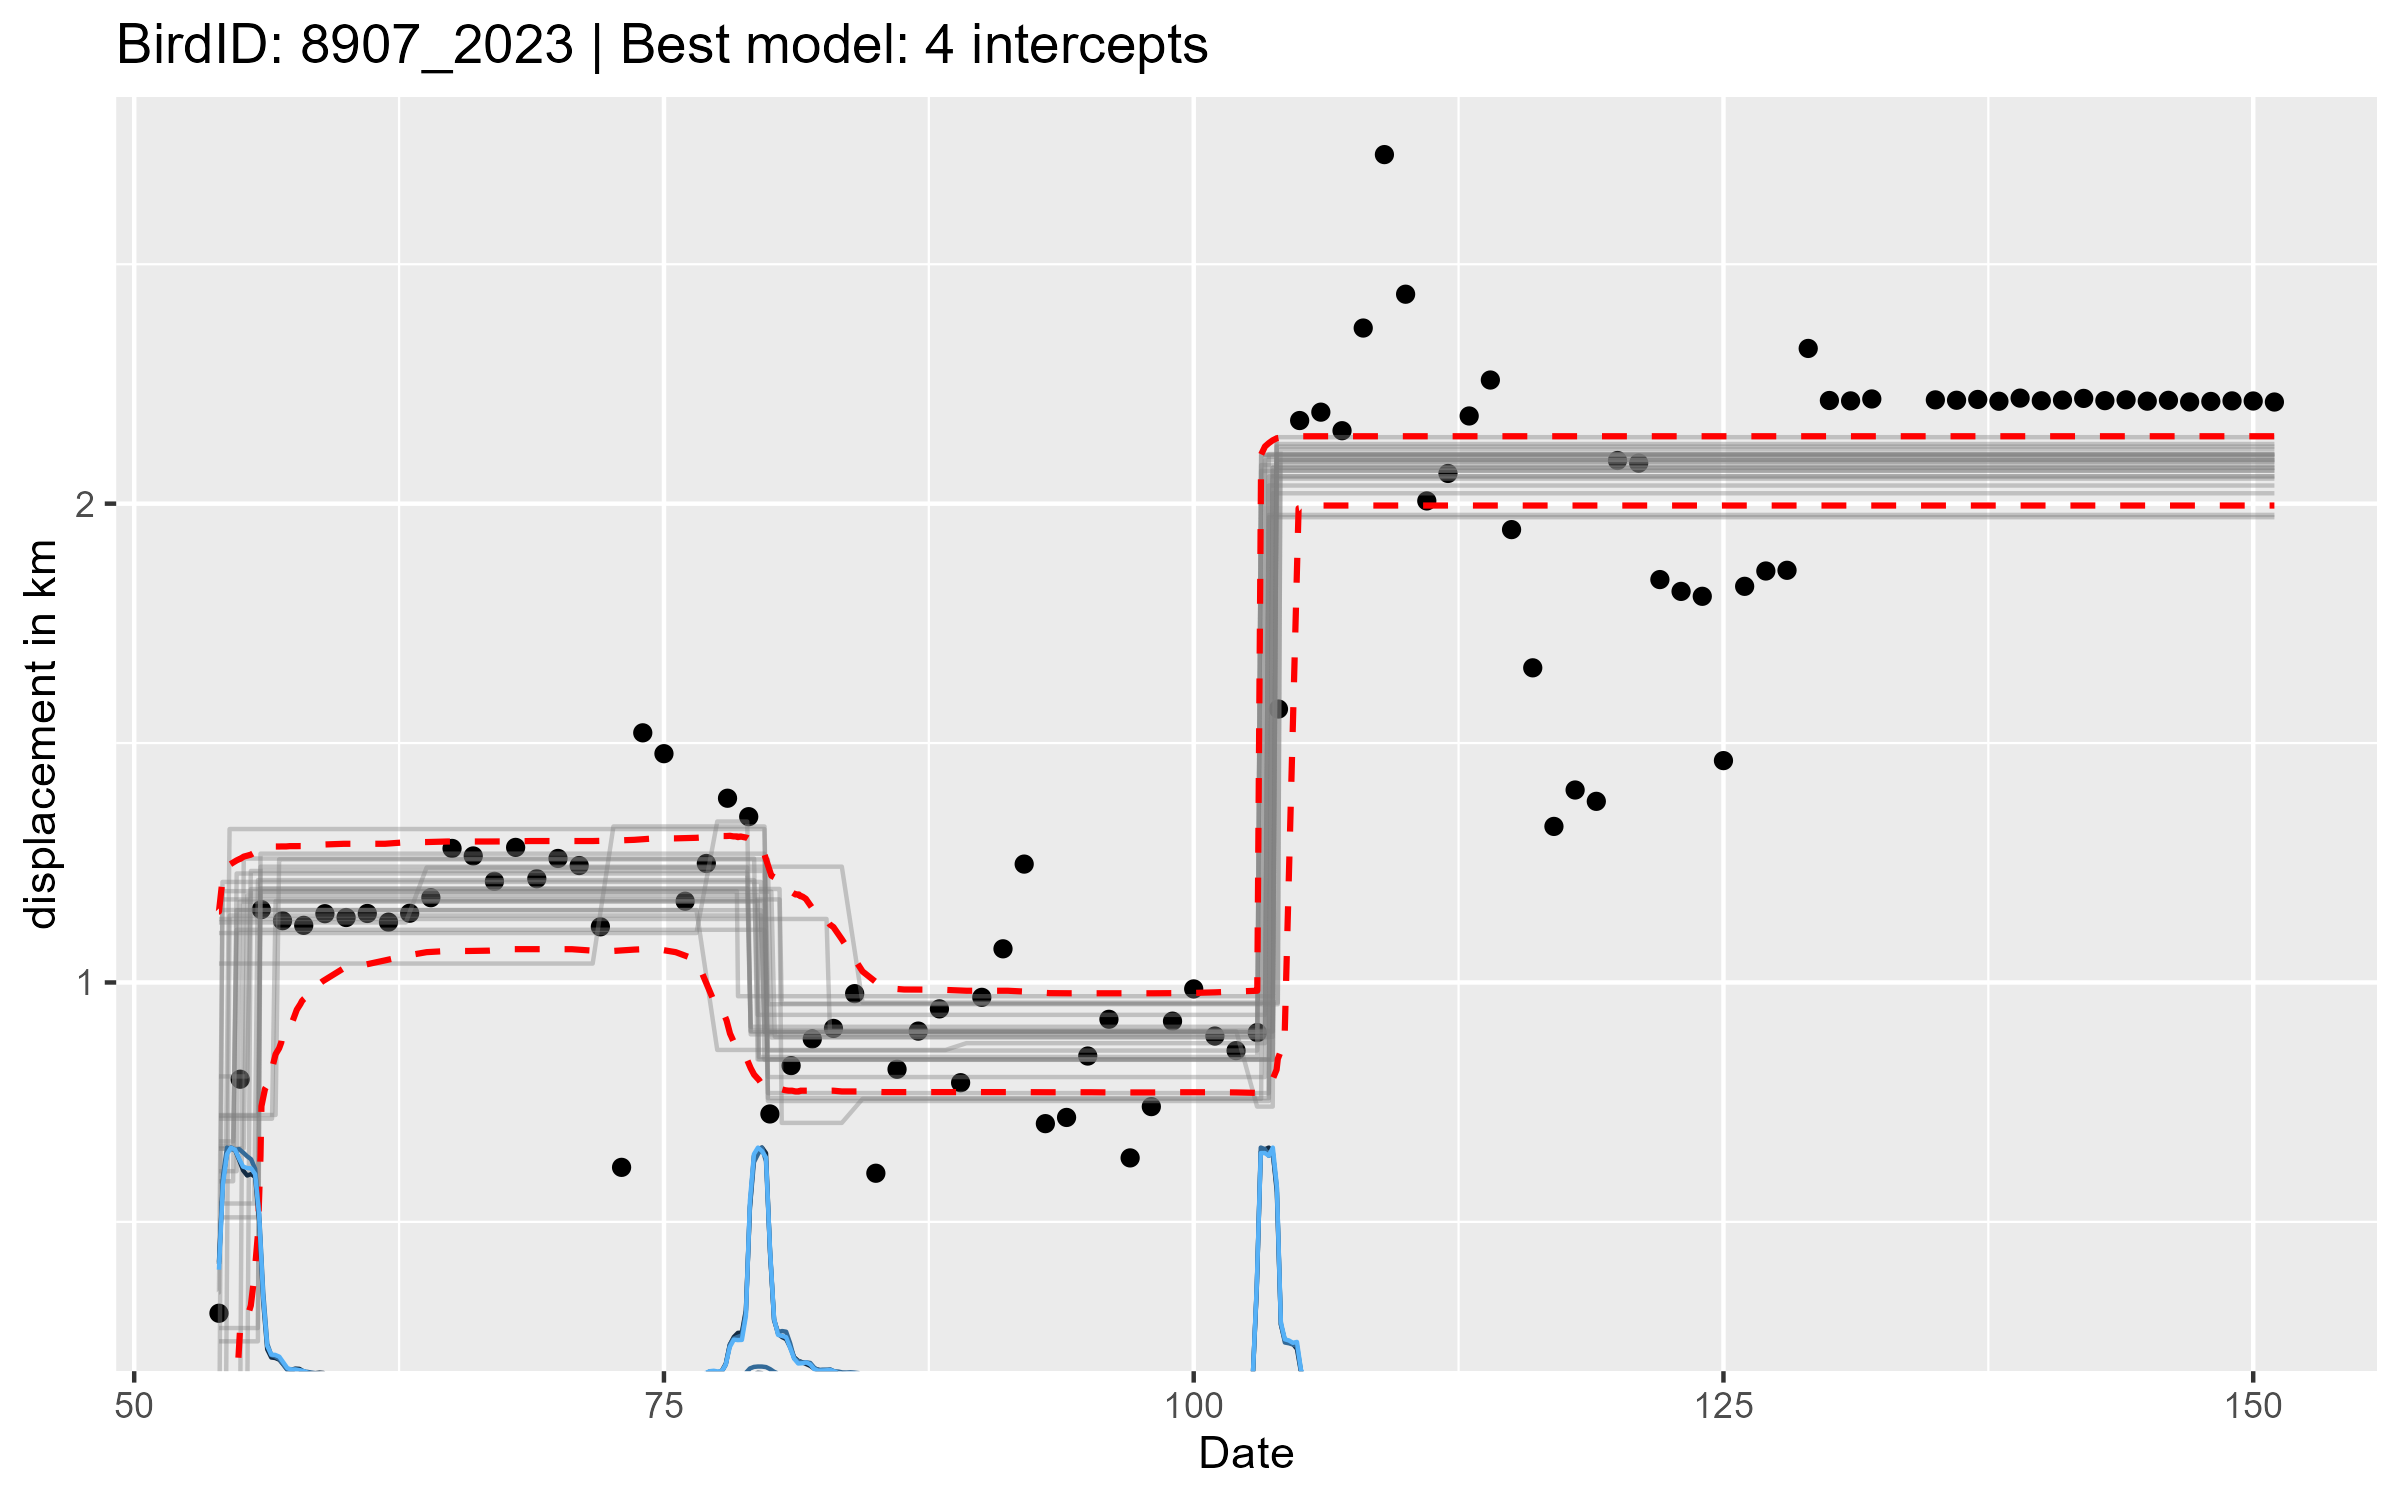 BirdID: 8907_2023 | Best model: 4 intercepts
displacement in km
2
1
50 75 100 125 150
Date